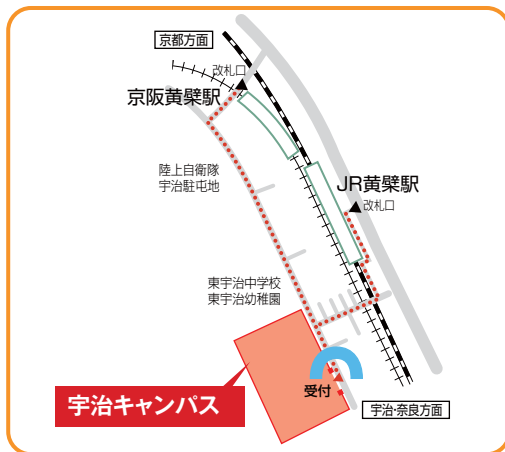 京都方面
改札口
京阪黄檗駅
陸上自衛隊
宇治駐屯地
JR黄檗駅
改札口
東宇治中学校
東宇治幼稚園
受付
宇治キャンパス
宇治・奈良方面